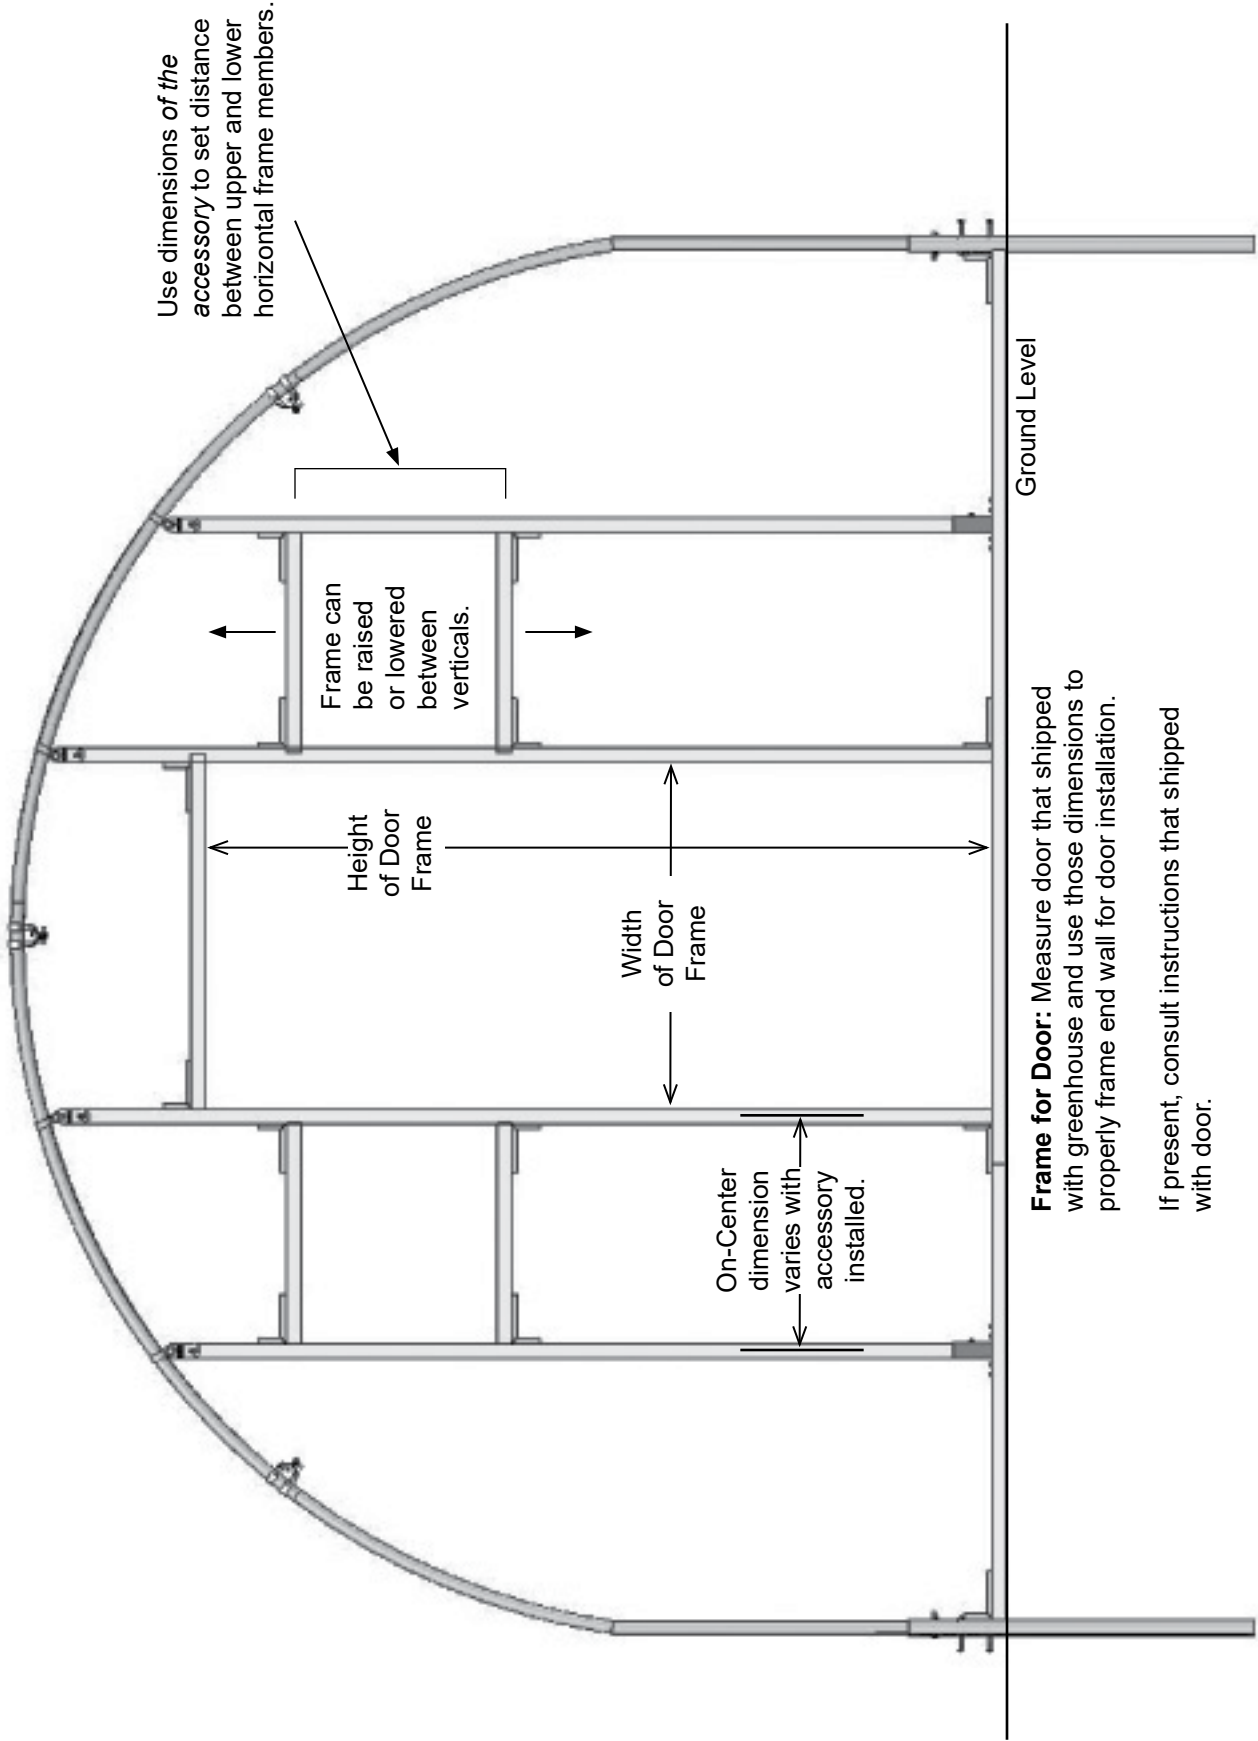 Use dimensions of the
accessory to set distance
between upper and lower
horizontal frame members.
Frame can
be raised
or lowered
between
verticals.
Height
of Door
Frame
Width
of Door
Frame
On-Center
dimension
varies with
accessory
installed.
Ground Level
Frame for Door: Measure door that shipped
with greenhouse and use those dimensions to
properly frame end wall for door installation.
If present, consult instructions that shipped
with door.